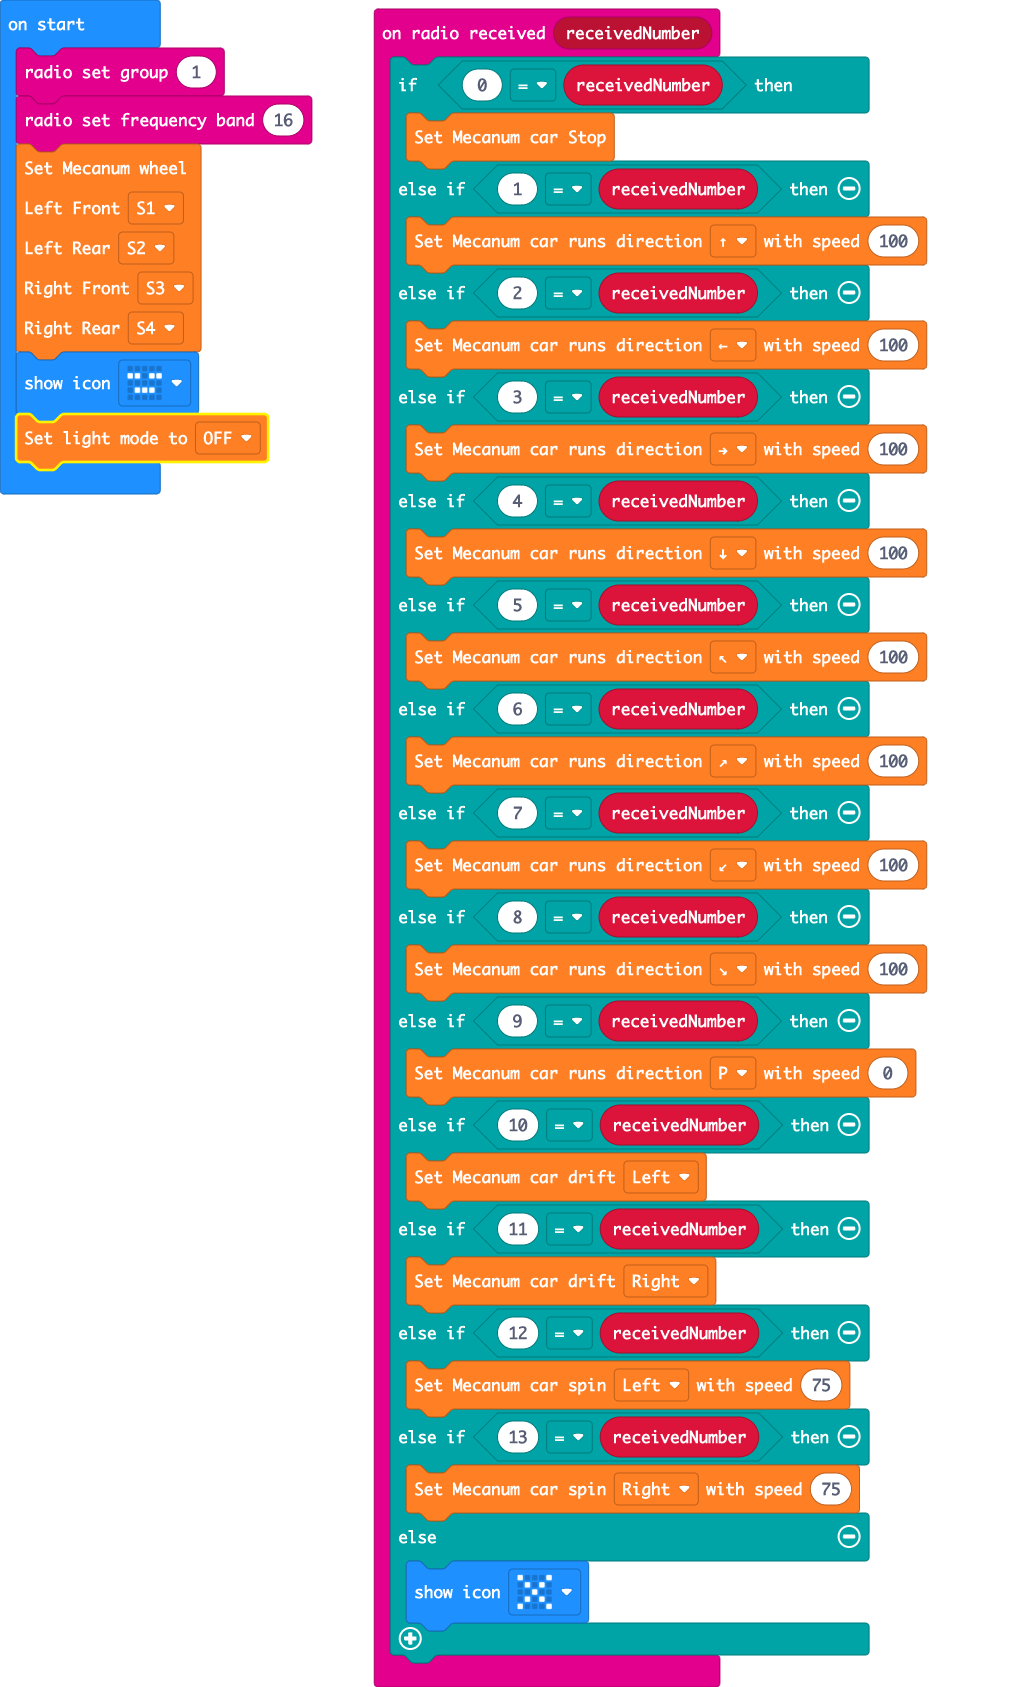 on start
radio set group 1
radio set frequency band 16
Set Mecanum wheel
Left Front S1
Left Rear S2
Right Front S3
Right Rear S4
show icon
Set light mode to OFF
on radio received receivedNumber
if 0 = receivedNumber then
Set Mecanum car Stop
else if 1 = receivedNumber then
Set Mecanum car runs direction ↑ with speed 100
else if 2 = receivedNumber then
Set Mecanum car runs direction ← with speed 100
else if 3 = receivedNumber then
Set Mecanum car runs direction → with speed 100
else if 4 = receivedNumber then
Set Mecanum car runs direction ↓ with speed 100
else if 5 = receivedNumber then
Set Mecanum car runs direction ↖ with speed 100
else if 6 = receivedNumber then
Set Mecanum car runs direction ↗ with speed 100
else if 7 = receivedNumber then
Set Mecanum car runs direction ↙ with speed 100
else if 8 = receivedNumber then
Set Mecanum car runs direction ↘ with speed 100
else if 9 = receivedNumber then
Set Mecanum car runs direction P with speed 0
else if 10 = receivedNumber then
Set Mecanum car drift Left
else if 11 = receivedNumber then
Set Mecanum car drift Right
else if 12 = receivedNumber then
Set Mecanum car spin Left with speed 75
else if 13 = receivedNumber then
Set Mecanum car spin Right with speed 75
else
show icon